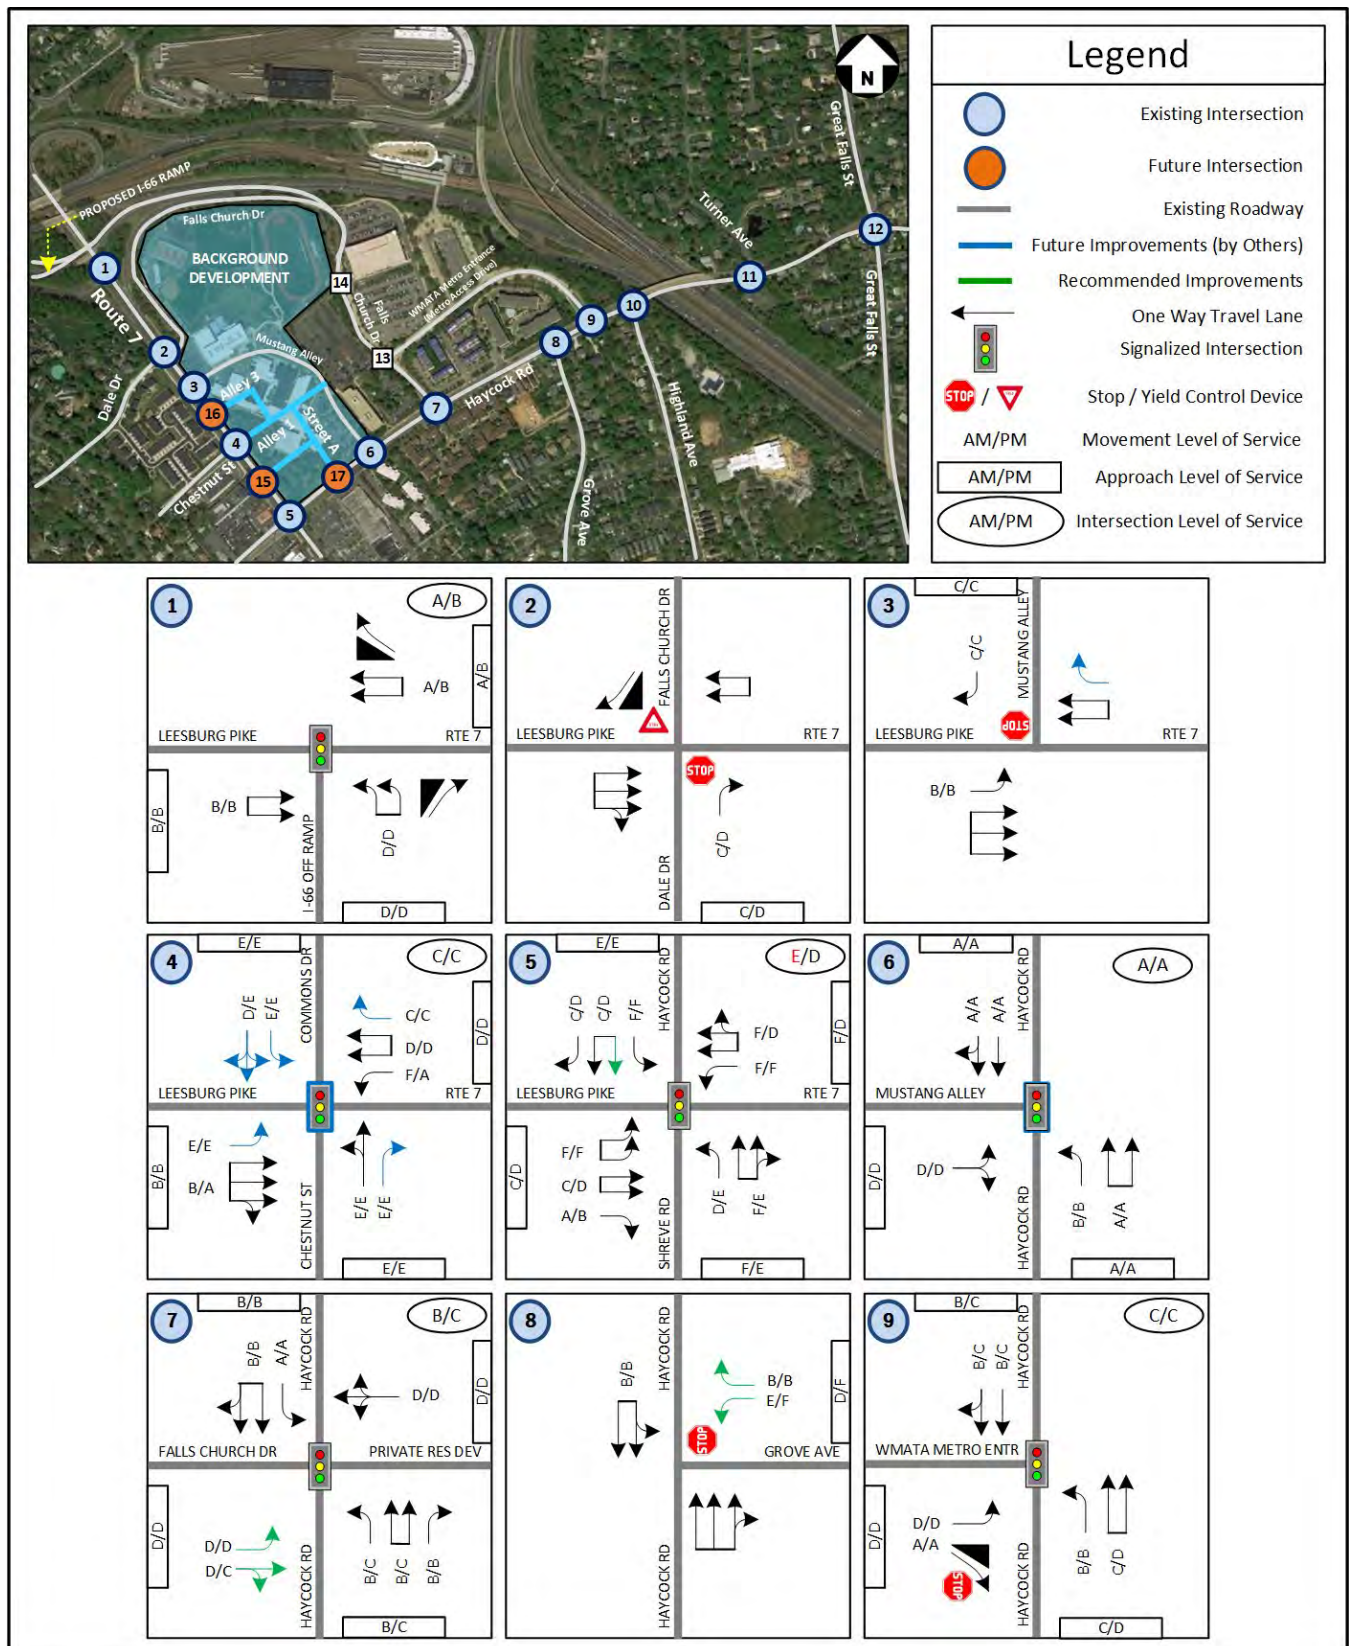 N
PROPOSED I-66 RAMP
Falls Church Dr
BACKGROUND
DEVELOPMENT
Route 7
Dale Dr
Mustang Alley
Alley 3
Alley 1
Street A
Chestnut St
Falls
Church Dr
WMATA Metro Entrance
(Metro Access Drive)
Haycock Rd
Grove Ave
Highland Ave
Turner Ave
Great Falls St
Great Falls St
1
2
3
16
4
15
5
17
6
7
13
14
8
9
10
11
12
Legend
Existing Intersection
Future Intersection
Existing Roadway
Future Improvements (by Others)
Recommended Improvements
One Way Travel Lane
Signalized Intersection
STOP / Stop / Yield Control Device
AM/PM Movement Level of Service
AM/PM Approach Level of Service
AM/PM Intersection Level of Service
1
A/B
A/B
A/B
LEESBURG PIKE
RTE 7
B/B
B/B
I-66 OFF RAMP
D/D
D/D
2
FALLS CHURCH DR
LEESBURG PIKE
RTE 7
STOP
DALE DR
C/D
C/D
3
C/C
C/C
MUSTANG ALLEY
STOP
LEESBURG PIKE
RTE 7
B/B
4
E/E
C/C
D/E
E/E
COMMONS DR
C/C
D/D
F/A
D/D
LEESBURG PIKE
RTE 7
B/B
E/E
B/A
CHESTNUT ST
E/E
E/E
E/E
5
E/E
E/D
C/D
C/D
F/F
HAYCOCK RD
F/D
F/F
F/D
LEESBURG PIKE
RTE 7
C/D
F/F
C/D
A/B
SHREVE RD
D/E
F/E
F/E
6
A/A
A/A
A/A
A/A
HAYCOCK RD
MUSTANG ALLEY
D/D
D/D
HAYCOCK RD
B/B
A/A
A/A
7
B/B
B/C
B/B
A/A
HAYCOCK RD
D/D
D/D
FALLS CHURCH DR
PRIVATE RES DEV
D/D
D/D
D/C
HAYCOCK RD
B/C
B/C
B/B
B/C
8
B/B
HAYCOCK RD
B/B
E/F
D/F
STOP
GROVE AVE
HAYCOCK RD
9
B/C
C/C
B/C
B/C
HAYCOCK RD
WMATA METRO ENTR
D/D
D/D
A/A
STOP
HAYCOCK RD
B/B
C/D
C/D